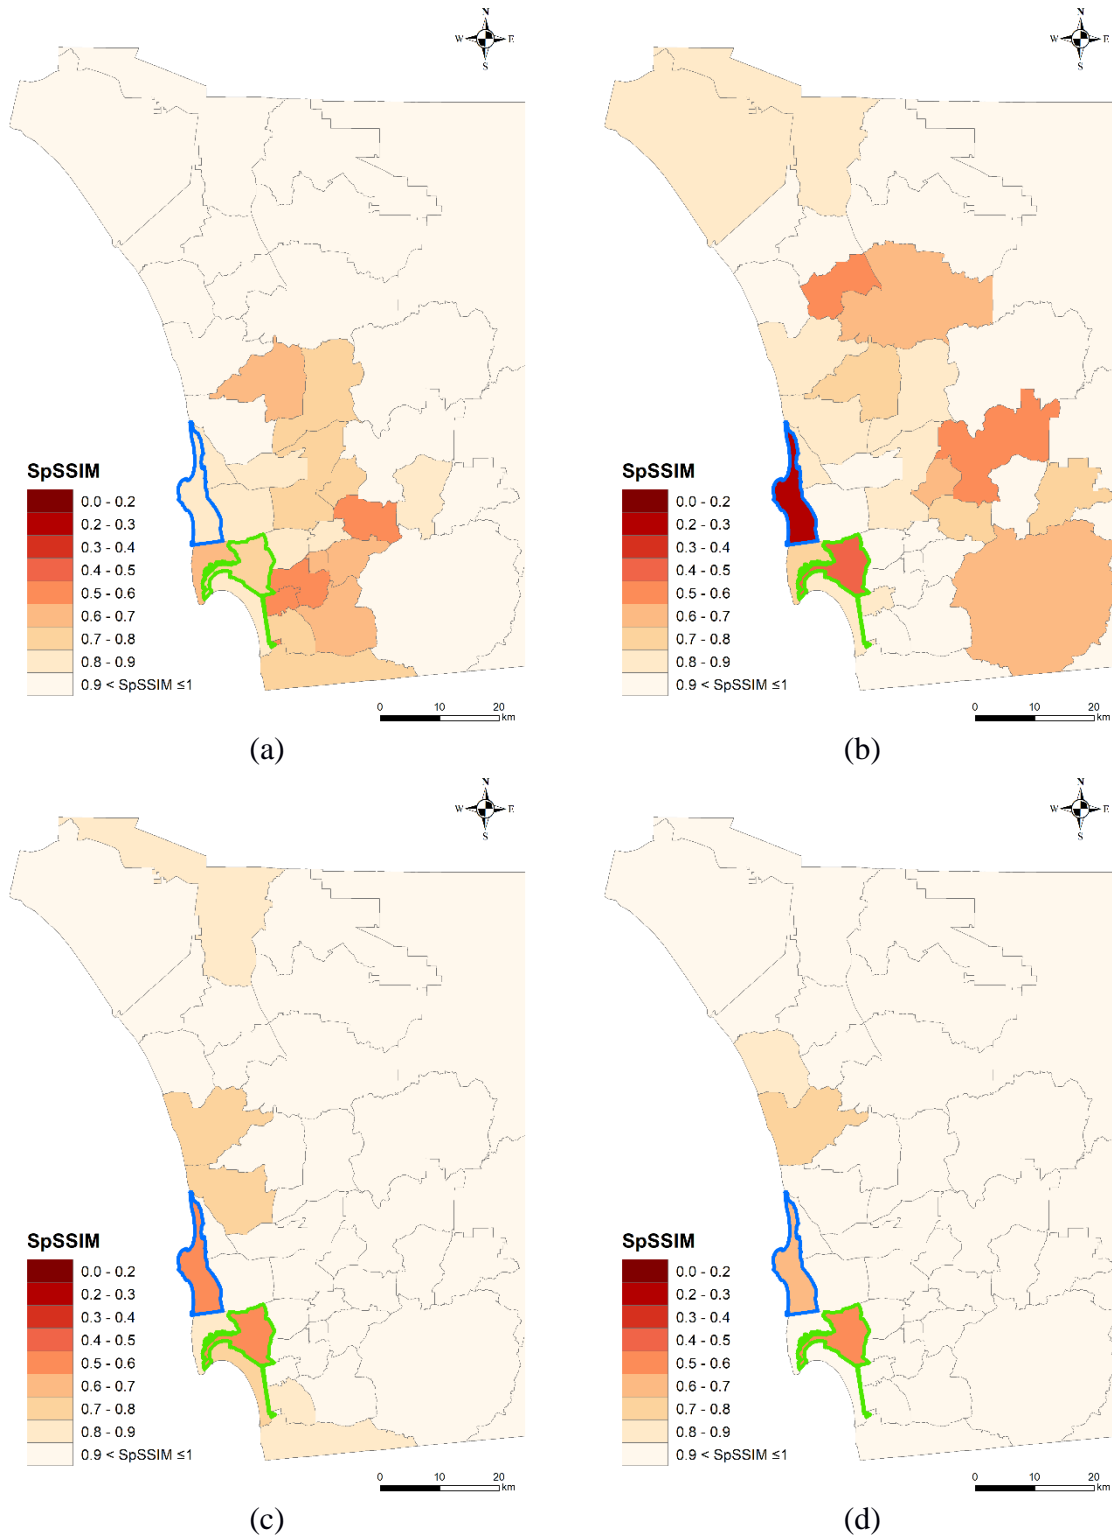 N
W E
S
SpSSIM
0.0 - 0.2
0.2 - 0.3
0.3 - 0.4
0.4 - 0.5
0.5 - 0.6
0.6 - 0.7
0.7 - 0.8
0.8 - 0.9
0.9 < SpSSIM ≤1
0 10 20
km
(a)
N
W E
S
SpSSIM
0.0 - 0.2
0.2 - 0.3
0.3 - 0.4
0.4 - 0.5
0.5 - 0.6
0.6 - 0.7
0.7 - 0.8
0.8 - 0.9
0.9 < SpSSIM ≤1
0 10 20
km
(b)
N
W E
S
SpSSIM
0.0 - 0.2
0.2 - 0.3
0.3 - 0.4
0.4 - 0.5
0.5 - 0.6
0.6 - 0.7
0.7 - 0.8
0.8 - 0.9
0.9 < SpSSIM ≤1
0 10 20
km
(c)
N
W E
S
SpSSIM
0.0 - 0.2
0.2 - 0.3
0.3 - 0.4
0.4 - 0.5
0.5 - 0.6
0.6 - 0.7
0.7 - 0.8
0.8 - 0.9
0.9 < SpSSIM ≤1
0 10 20
km
(d)